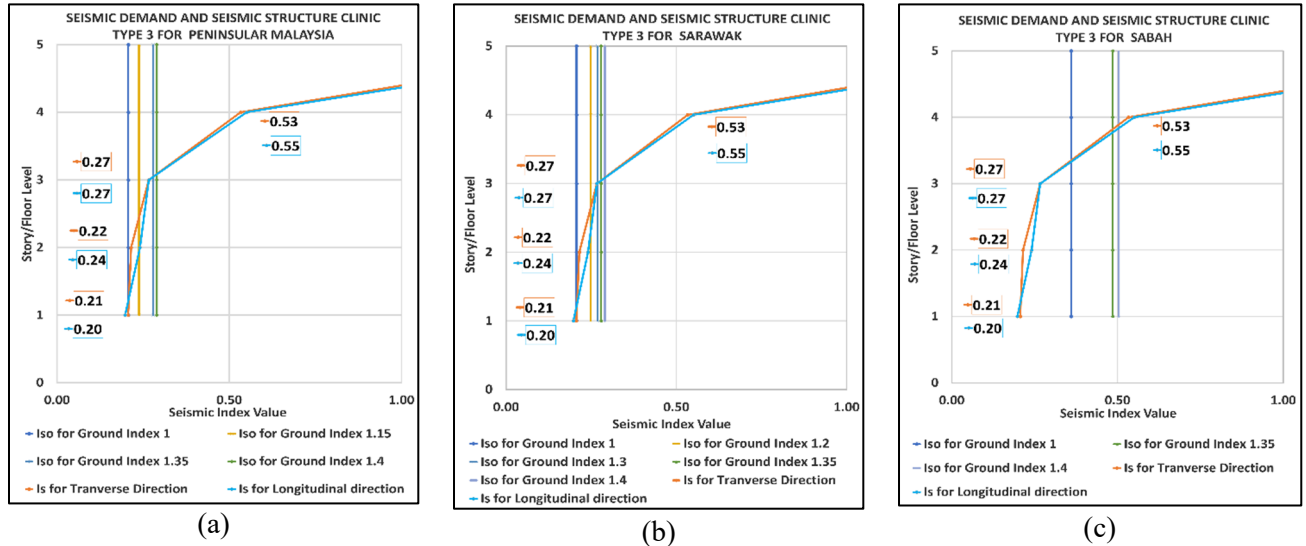 SEISMIC DEMAND AND SEISMIC STRUCTURE CLINIC
TYPE 3 FOR PENINSULAR MALAYSIA
5
4
3
2
1
0
Story/Floor Level
0.53
0.55
0.27
0.27
0.22
0.24
0.21
0.20
0.00
0.50
1.00
Seismic Index Value
Iso for Ground Index 1
Iso for Ground Index 1.15
Iso for Ground Index 1.35
Iso for Ground Index 1.4
Is for Tranverse Direction
Is for Longitudinal direction
(a)
SEISMIC DEMAND AND SEISMIC STRUCTURE CLINIC
TYPE 3 FOR SARAWAK
5
4
3
2
1
0
Story/Floor Level
0.53
0.55
0.27
0.27
0.22
0.24
0.21
0.20
0.00
0.50
1.00
Seismic Index Value
Iso for Ground Index 1
Iso for Ground Index 1.2
Iso for Ground Index 1.3
Iso for Ground Index 1.35
Iso for Ground Index 1.4
Is for Tranverse Direction
Is for Longitudinal direction
(b)
SEISMIC DEMAND AND SEISMIC STRUCTURE CLINIC
TYPE 3 FOR SABAH
5
4
3
2
1
0
Story/Floor Level
0.53
0.55
0.27
0.27
0.22
0.24
0.21
0.20
0.00
0.50
1.00
Seismic Index Value
Iso for Ground Index 1
Iso for Ground Index 1.35
Iso for Ground Index 1.4
Is for Tranverse Direction
Is for Longitudinal direction
(c)